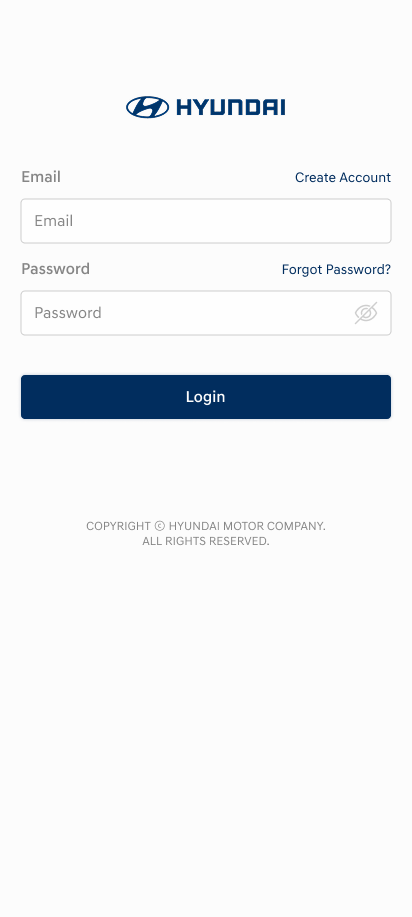 HYUNDAI
Email Create Account
Email
Password Forgot Password?
Password
Login
COPYRIGHT ⓒ HYUNDAI MOTOR COMPANY.
ALL RIGHTS RESERVED.